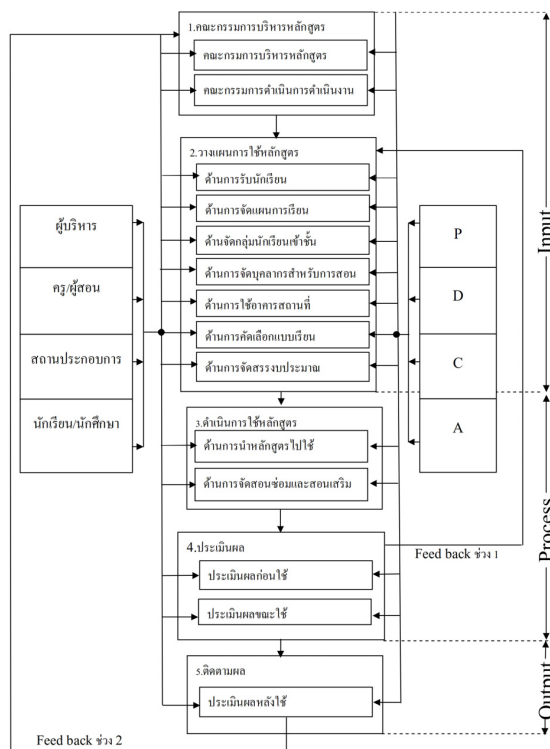 1.คณะกรรมการบริหารหลักสูตร
คณะกรมการบริหารหลักสูตร
คณะกรรมการดำเนินการดำเนินงาน
2.วางแผนการใช้หลักสูตร
ด้านการรับนักเรียน
ด้านการจัดแผนการเรียน
ด้านจัดกลุ่มนักเรียนเข้าชั้น
ด้านการจัดบุคลากรสำหรับการสอน
ด้านการใช้อาคารสถานที่
ด้านการคัดเลือกแบบเรียน
ด้านการจัดสรรงบประมาณ
ผู้บริหาร
ครู/ผู้สอน
สถานประกอบการ
นักเรียน/นักศึกษา
P
D
C
A
3.ดำเนินการใช้หลักสูตร
ด้านการนำหลักสูตรไปใช้
ด้านการจัดสอนซ่อมและสอนเสริม
4.ประเมินผล
ประเมินผลก่อนใช้
ประเมินผลขณะใช้
Feed back ช่วง 1
5.ติดตามผล
ประเมินผลหลังใช้
Feed back ช่วง 2
Input
Process
Output